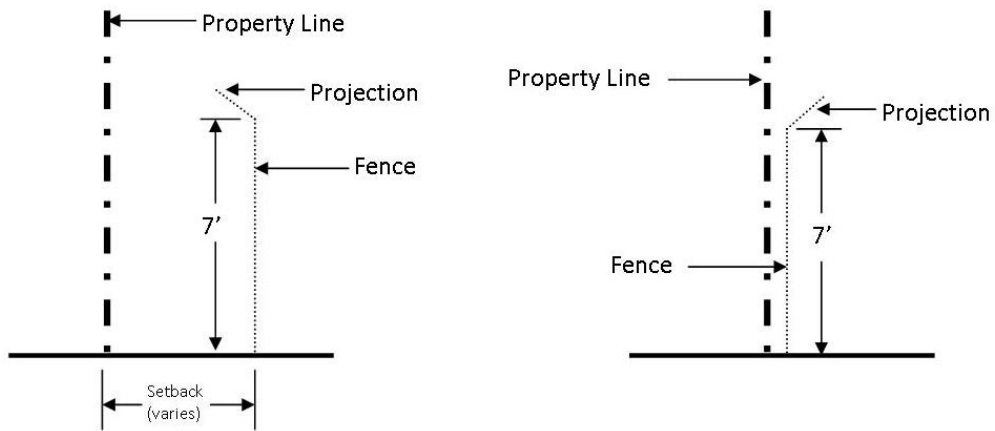 Property Line
Projection
Fence
7’
Setback
(varies)
Property Line
Projection
7’
Fence